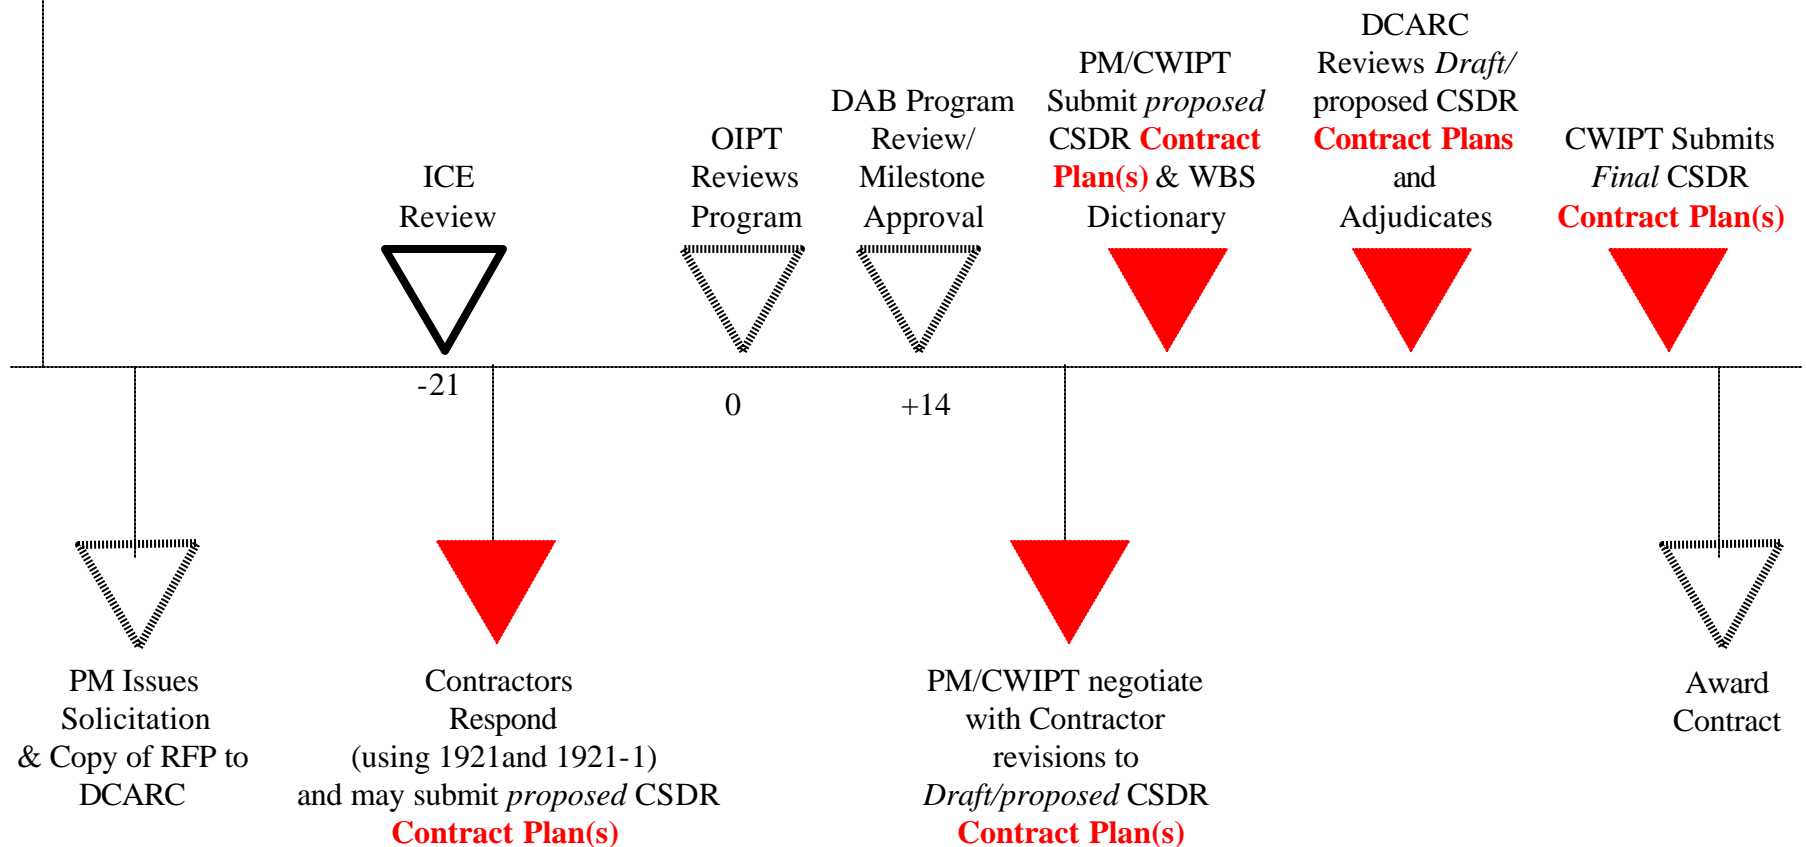 ICE
Review
OIPT
Reviews
Program
DAB Program
Review/
Milestone
Approval
PM/CWIPT
Submit proposed
CSDR Contract
Plan(s) & WBS
Dictionary
DCARC
Reviews Draft/
proposed CSDR
Contract Plans
and
Adjudicates
CWIPT Submits
Final CSDR
Contract Plan(s)
-21
0
+14
PM Issues
Solicitation
& Copy of RFP to
DCARC
Contractors
Respond
(using 1921and 1921-1)
and may submit proposed CSDR
Contract Plan(s)
PM/CWIPT negotiate
with Contractor
revisions to
Draft/proposed CSDR
Contract Plan(s)
Award
Contract